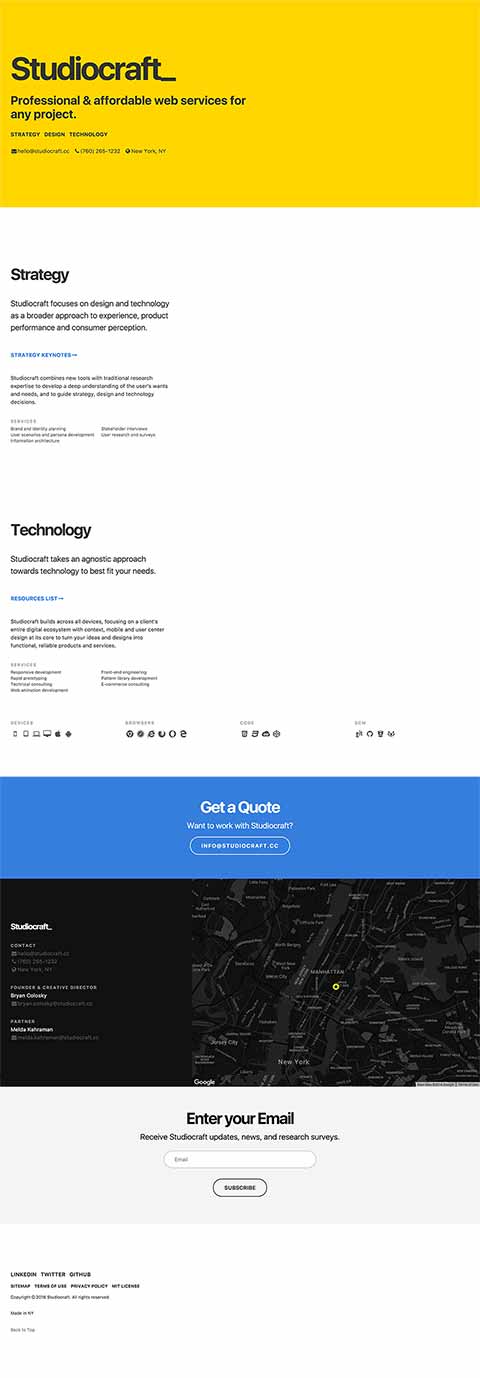 Studiocraft_
Professional & affordable web services for
any project.
STRATEGY DESIGN TECHNOLOGY
hello@studiocraft.cc (760) 265-1232 New York, NY
Strategy
Studiocraft focuses on design and technology
as a broader approach to experience, product
performance and consumer perception.
STRATEGY KEYNOTES
Studiocraft combines new tools with traditional research
expertise to develop a deep understanding of the user's wants
and needs, and to guide strategy, design and technology
decisions.
SERVICES
Brand and identity planning Stakeholder interviews
User scenarios and persona development User research and surveys
Information architecture
Technology
Studiocraft takes an agnostic approach
towards technology to best fit your needs.
RESOURCES LIST
Studiocraft builds across all devices, focusing on a client's
entire digital ecosystem with context, mobile and user center
design at its core to turn your ideas and designs into
functional, reliable products and services.
SERVICES
Responsive development Front-end engineering
Rapid prototyping Pattern library development
Technical consulting E-commerce consulting
Web animation development
DEVICES BROWSERS CODE SCM
Get a Quote
Want to work with Studiocraft?
INFO@STUDIOCRAFT.CC
Studiocraft_
CONTACT
hello@studiocraft.cc
(760) 265-1232
New York, NY
FOUNDER & CREATIVE DIRECTOR
Bryan Colosky
bryan.colosky@studiocraft.cc
PARTNER
Melda Kahraman
melda.kahraman@studiocraft.cc
MANHATTAN
Jersey City
New York
Google
Enter your Email
Receive Studiocraft updates, news, and research surveys.
Email
SUBSCRIBE
LINKEDIN TWITTER GITHUB
SITEMAP TERMS OF USE PRIVACY POLICY MIT LICENSE
Copyright © 2016 Studiocraft. All rights reserved.
Made in NY
Back to Top